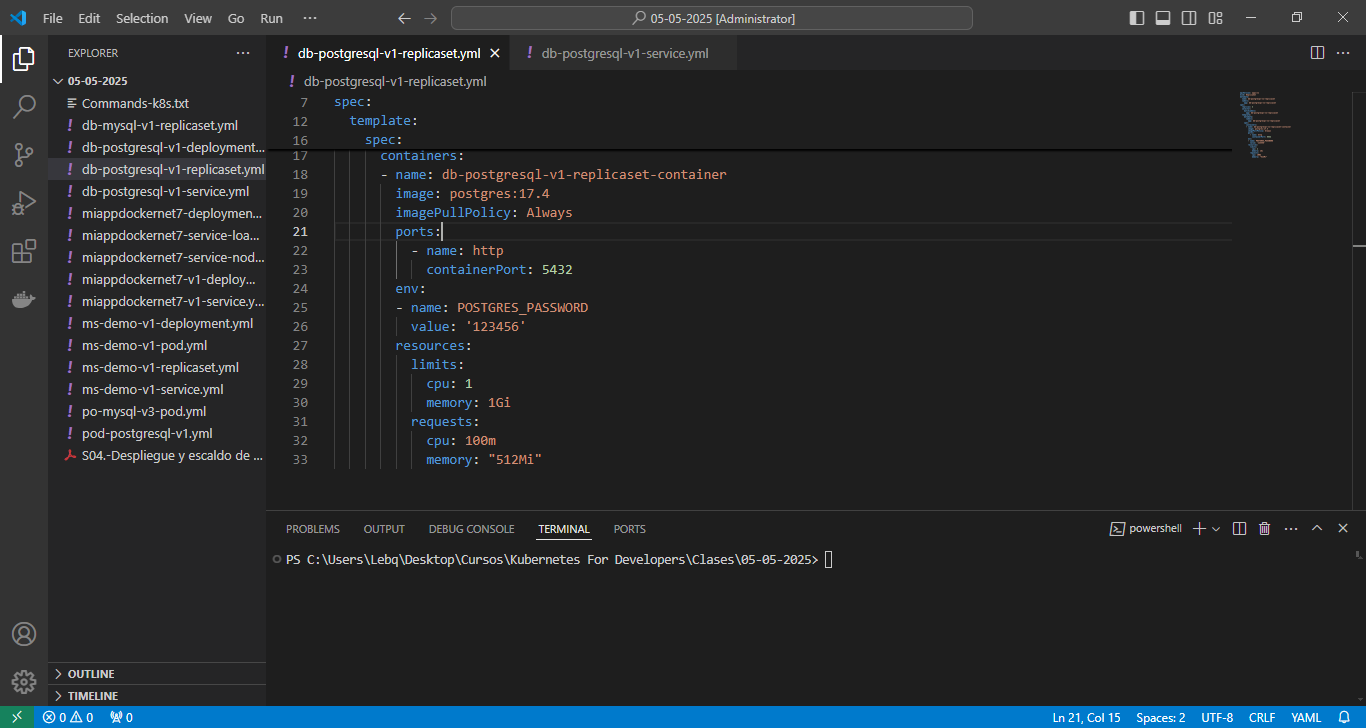 File Edit Selection View Go Run ···
05-05-2025 [Administrator]
EXPLORER ···
05-05-2025
Commands-k8s.txt
! db-mysql-v1-replicaset.yml
! db-postgresql-v1-deployment...
! db-postgresql-v1-replicaset.yml
! db-postgresql-v1-service.yml
! miappdockernet7-deploymen...
! miappdockernet7-service-loa...
! miappdockernet7-service-nod...
! miappdockernet7-v1-deploy...
! miappdockernet7-v1-service.y...
! ms-demo-v1-deployment.yml
! ms-demo-v1-pod.yml
! ms-demo-v1-replicaset.yml
! ms-demo-v1-service.yml
! po-mysql-v3-pod.yml
! pod-postgresql-v1.yml
S04.-Despliegue y escaldo de ...
OUTLINE
TIMELINE
! db-postgresql-v1-replicaset.yml ! db-postgresql-v1-service.yml
! db-postgresql-v1-replicaset.yml
7 spec:
12 template:
16 spec:
17 containers:
18 - name: db-postgresql-v1-replicaset-container
19 image: postgres:17.4
20 imagePullPolicy: Always
21 ports:
22 - name: http
23 containerPort: 5432
24 env:
25 - name: POSTGRES_PASSWORD
26 value: '123456'
27 resources:
28 limits:
29 cpu: 1
30 memory: 1Gi
31 requests:
32 cpu: 100m
33 memory: "512Mi"
PROBLEMS OUTPUT DEBUG CONSOLE TERMINAL PORTS powershell
PS C:\Users\Lebq\Desktop\Cursos\Kubernetes For Developers\Clases\05-05-2025>
0 0 0 Ln 21, Col 15 Spaces: 2 UTF-8 CRLF YAML